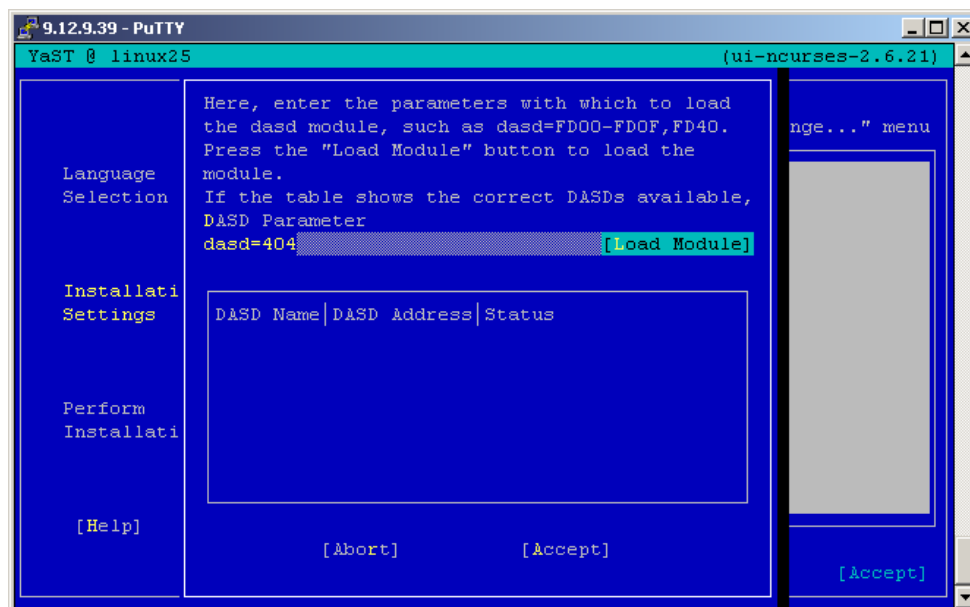 9.12.9.39 - PuTTY
YaST @ linux25 (ui-ncurses-2.6.21)
Here, enter the parameters with which to load
the dasd module, such as dasd=FD00-FD0F,FD40.
nge..." menu
Press the "Load Module" button to load the
module.
If the table shows the correct DASDs available,
Language
Selection
DASD Parameter
dasd=404 [Load Module]
Installati
Settings
DASD Name|DASD Address|Status
Perform
Installati
[Help]
[Abort] [Accept]
[Accept]